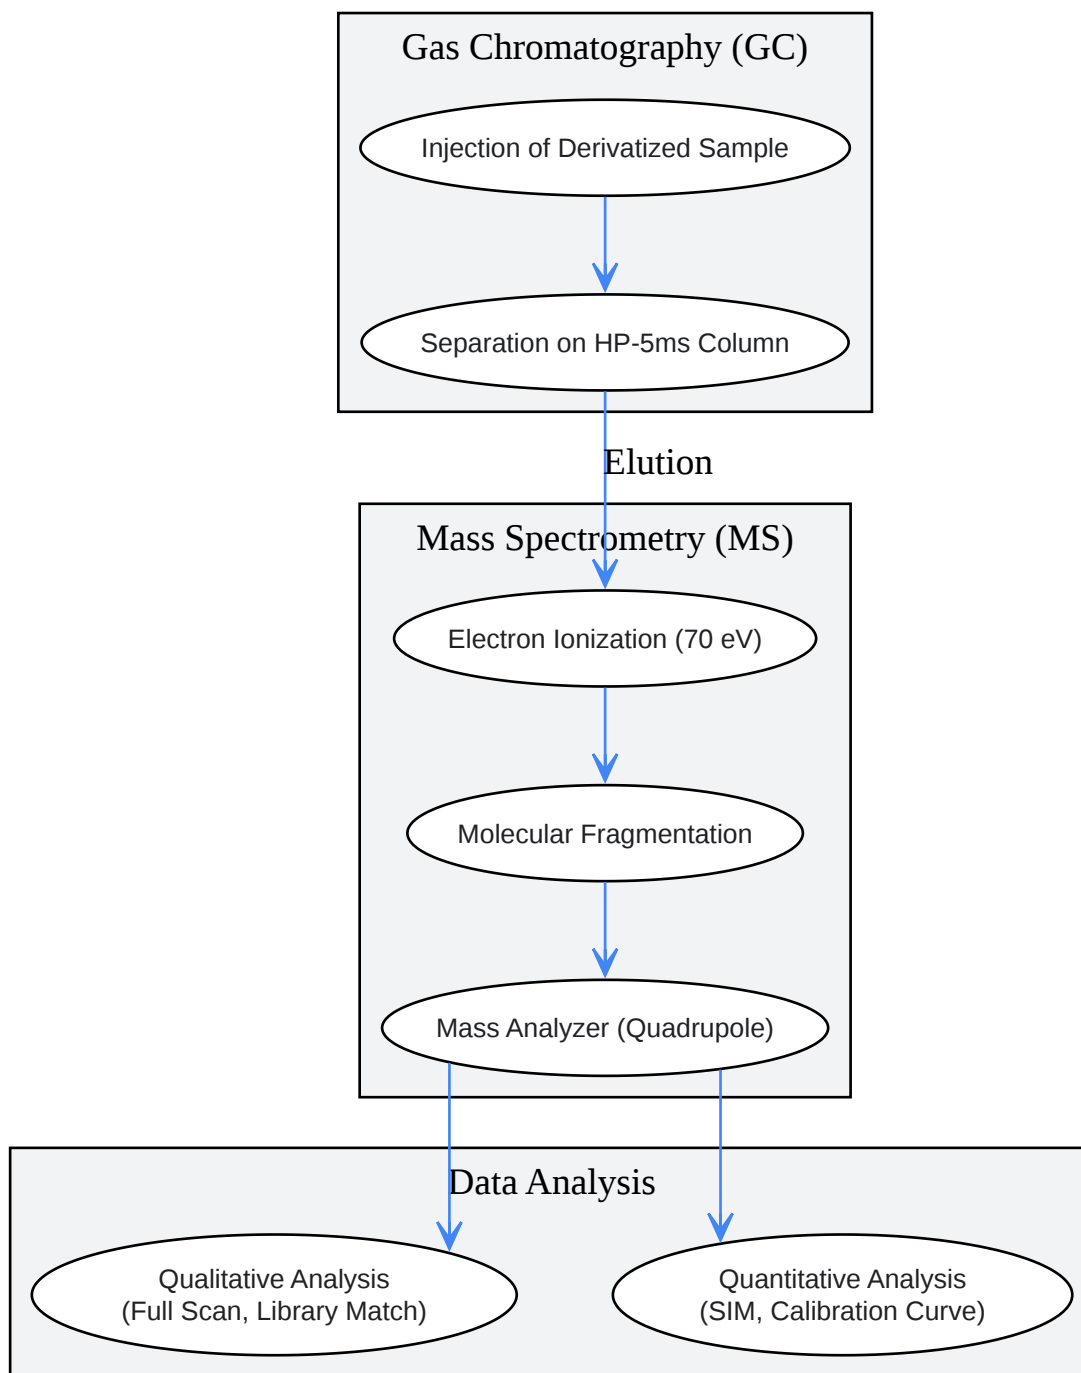 Gas Chromatography (GC)
Injection of Derivatized Sample
Separation on HP-5ms Column
Elution
Mass Spectrometry (MS)
Electron Ionization (70 eV)
Molecular Fragmentation
Mass Analyzer (Quadrupole)
Data Analysis
Qualitative Analysis
(Full Scan, Library Match)
Quantitative Analysis
(SIM, Calibration Curve)